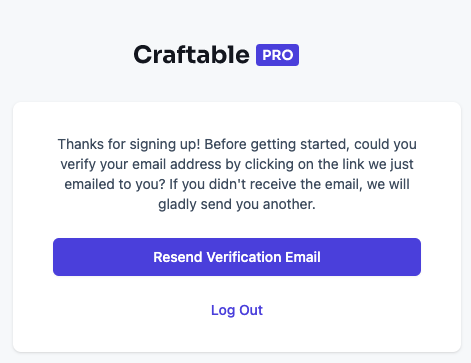 Craftable PRO
Thanks for signing up! Before getting started, could you
verify your email address by clicking on the link we just
emailed to you? If you didn't receive the email, we will
gladly send you another.
Resend Verification Email
Log Out